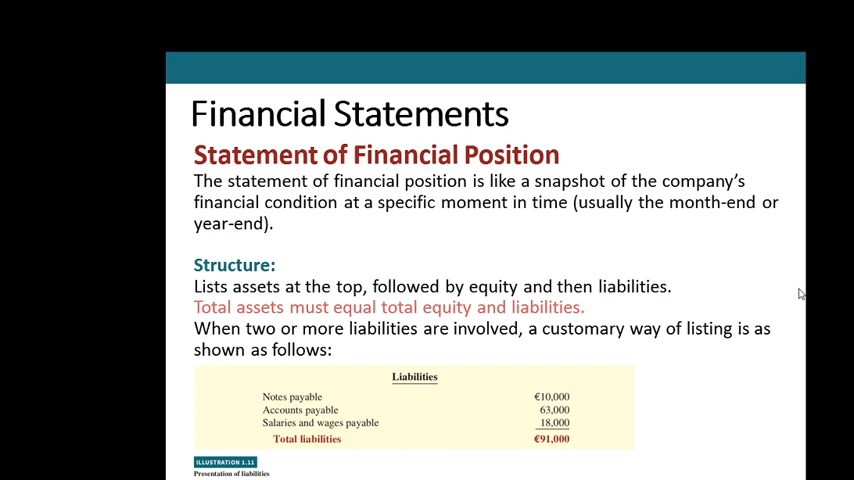 Financial Statements
Statement of Financial Position
The statement of financial position is like a snapshot of the company's
financial condition at a specific moment in time (usually the month-end or
year-end).
Structure:
Lists assets at the top, followed by equity and then liabilities.
Total assets must equal total equity and liabilities.
When two or more liabilities are involved, a customary way of listing is as
shown as follows:
Liabilities
Notes payable €10,000
Accounts payable 63,000
Salaries and wages payable 18,000
Total liabilities €91,000
ILLUSTRATION 1.11
Presentation of liabilities